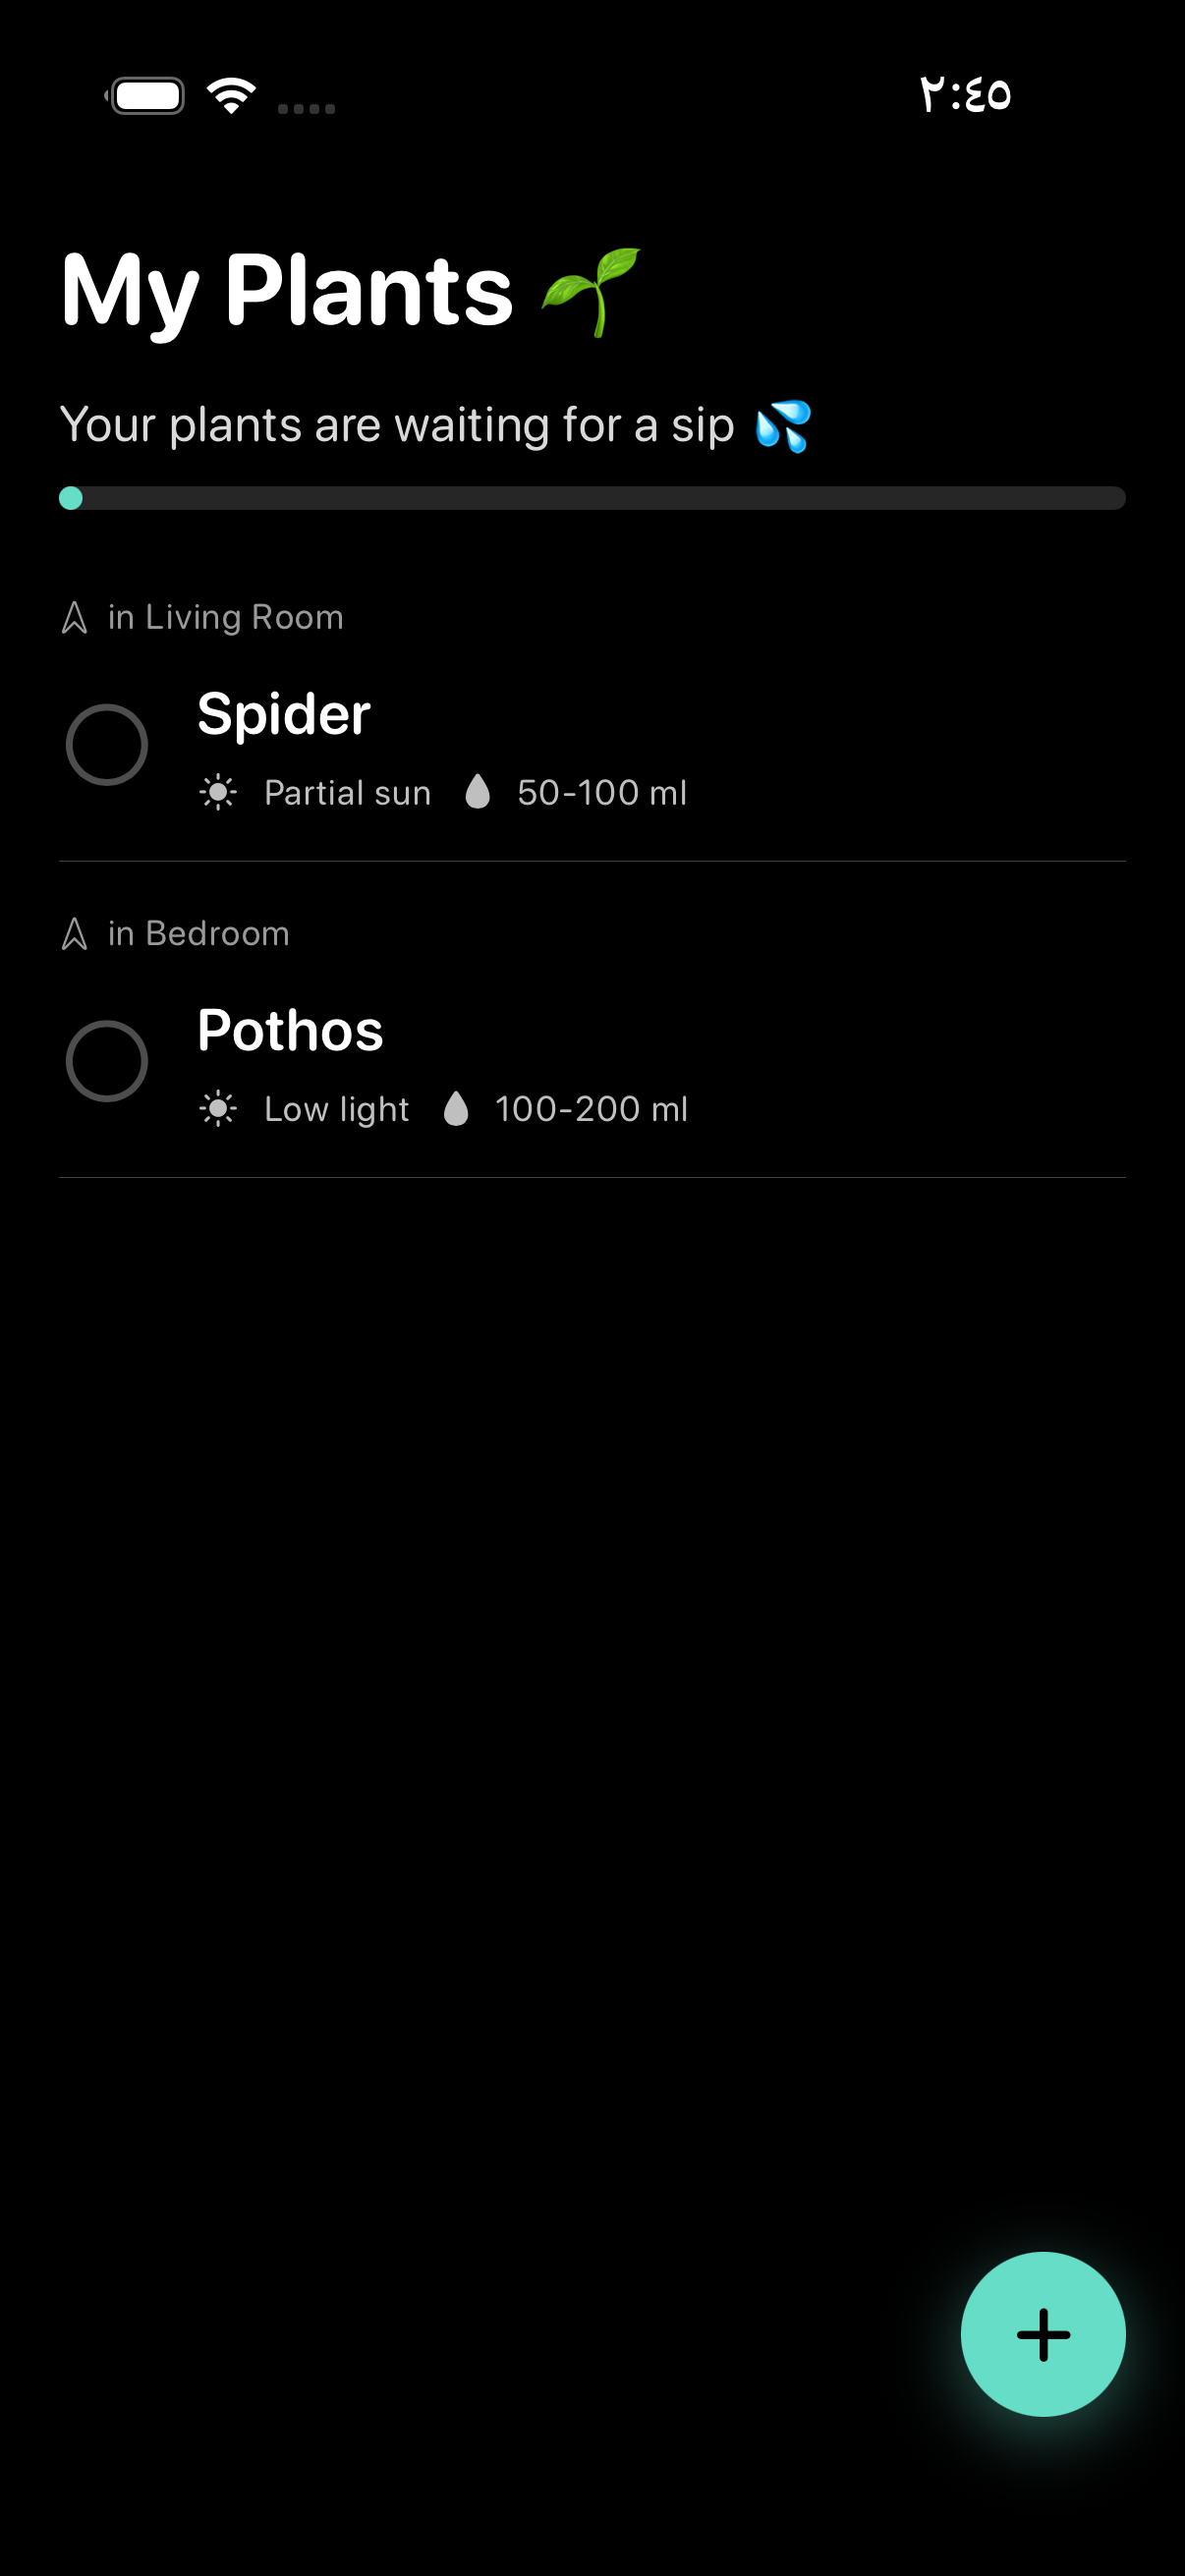 ٢:٤٥
My Plants 🌱
Your plants are waiting for a sip 💦
in Living Room
Spider
Partial sun 50-100 ml
in Bedroom
Pothos
Low light 100-200 ml